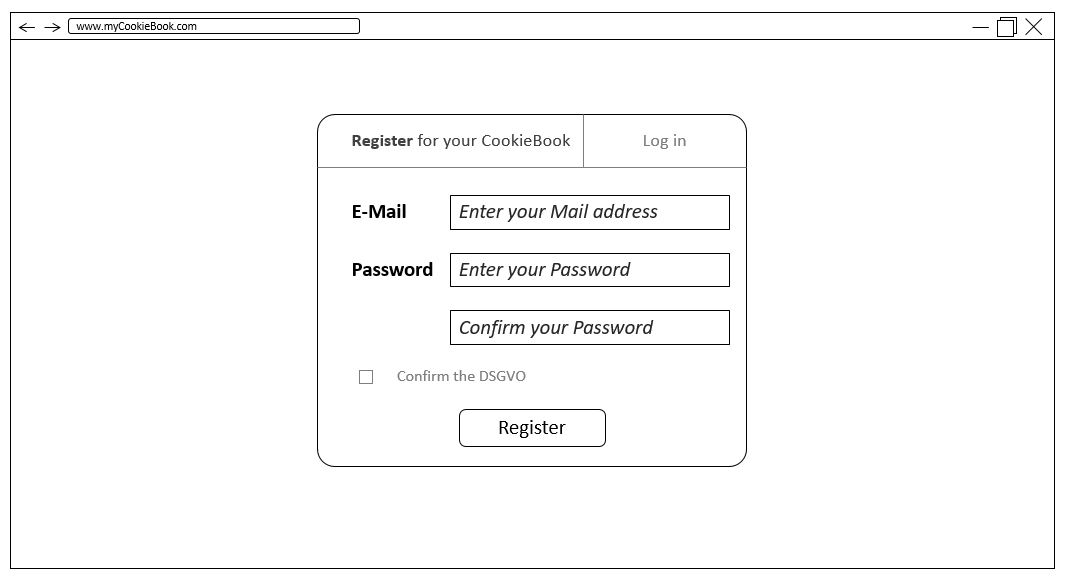 www.myCookieBook.com
Register for your CookieBook
Log in
E-Mail
Enter your Mail address
Password
Enter your Password
Confirm your Password
Confirm the DSGVO
Register